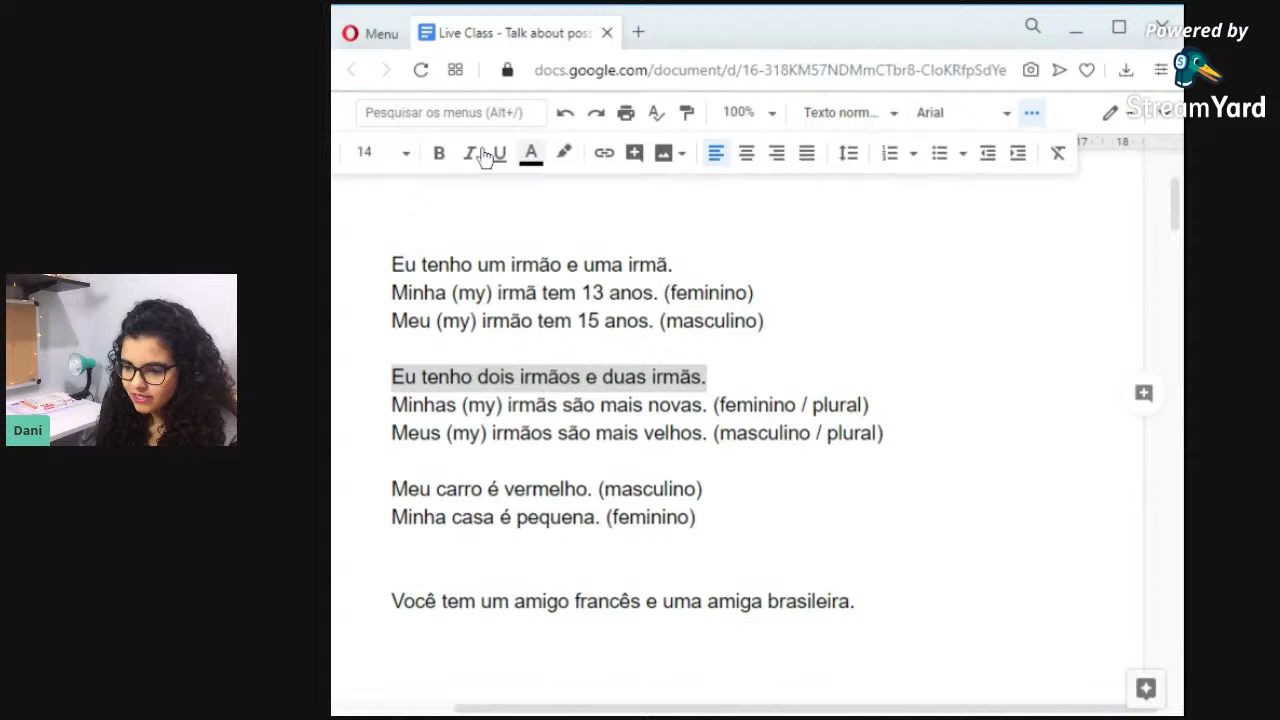 Menu
Live Class - Talk about poss
Powered by
StreamYard
docs.google.com/document/d/16-318KM57NDMmCTbr8-CIoKRfpSdYe
Pesquisar os menus (Alt+/)
100%
Texto norm...
Arial
14
B
I
U
A
17
18
Eu tenho um irmão e uma irmã.
Minha (my) irmã tem 13 anos. (feminino)
Meu (my) irmão tem 15 anos. (masculino)
Eu tenho dois irmãos e duas irmãs.
Minhas (my) irmãs são mais novas. (feminino / plural)
Meus (my) irmãos são mais velhos. (masculino / plural)
Meu carro é vermelho. (masculino)
Minha casa é pequena. (feminino)
Você tem um amigo francês e uma amiga brasileira.
Dani